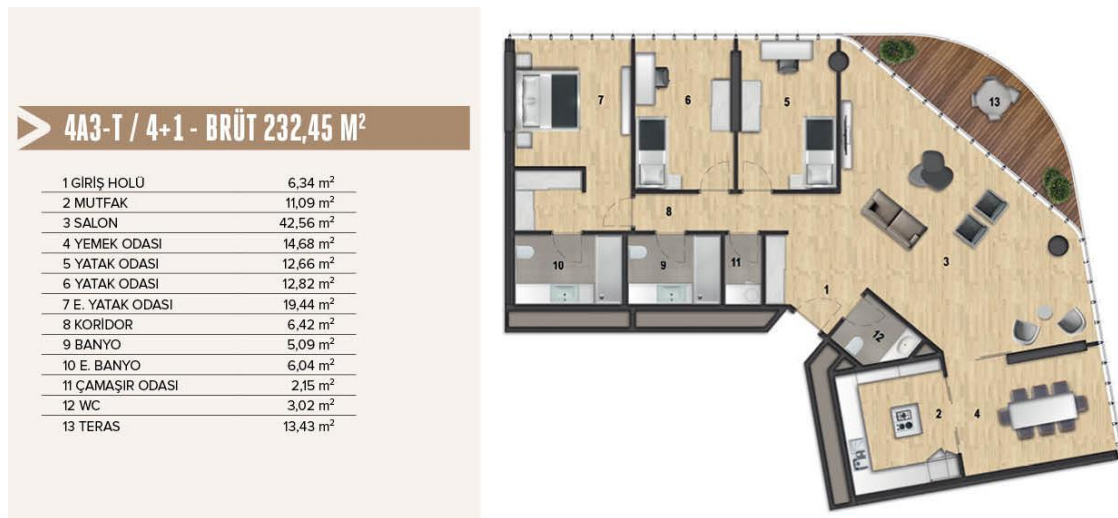 4A3-T / 4+1 - BRÜT 232,45 M²
1 GİRİŞ HOLÜ 6,34 m²
2 MUTFAK 11,09 m²
3 SALON 42,56 m²
4 YEMEK ODASI 14,68 m²
5 YATAK ODASI 12,66 m²
6 YATAK ODASI 12,82 m²
7 E. YATAK ODASI 19,44 m²
8 KORİDOR 6,42 m²
9 BANYO 5,09 m²
10 E. BANYO 6,04 m²
11 ÇAMAŞIR ODASI 2,15 m²
12 WC 3,02 m²
13 TERAS 13,43 m²
7
6
5
13
8
10
9
11
3
1
12
2
4